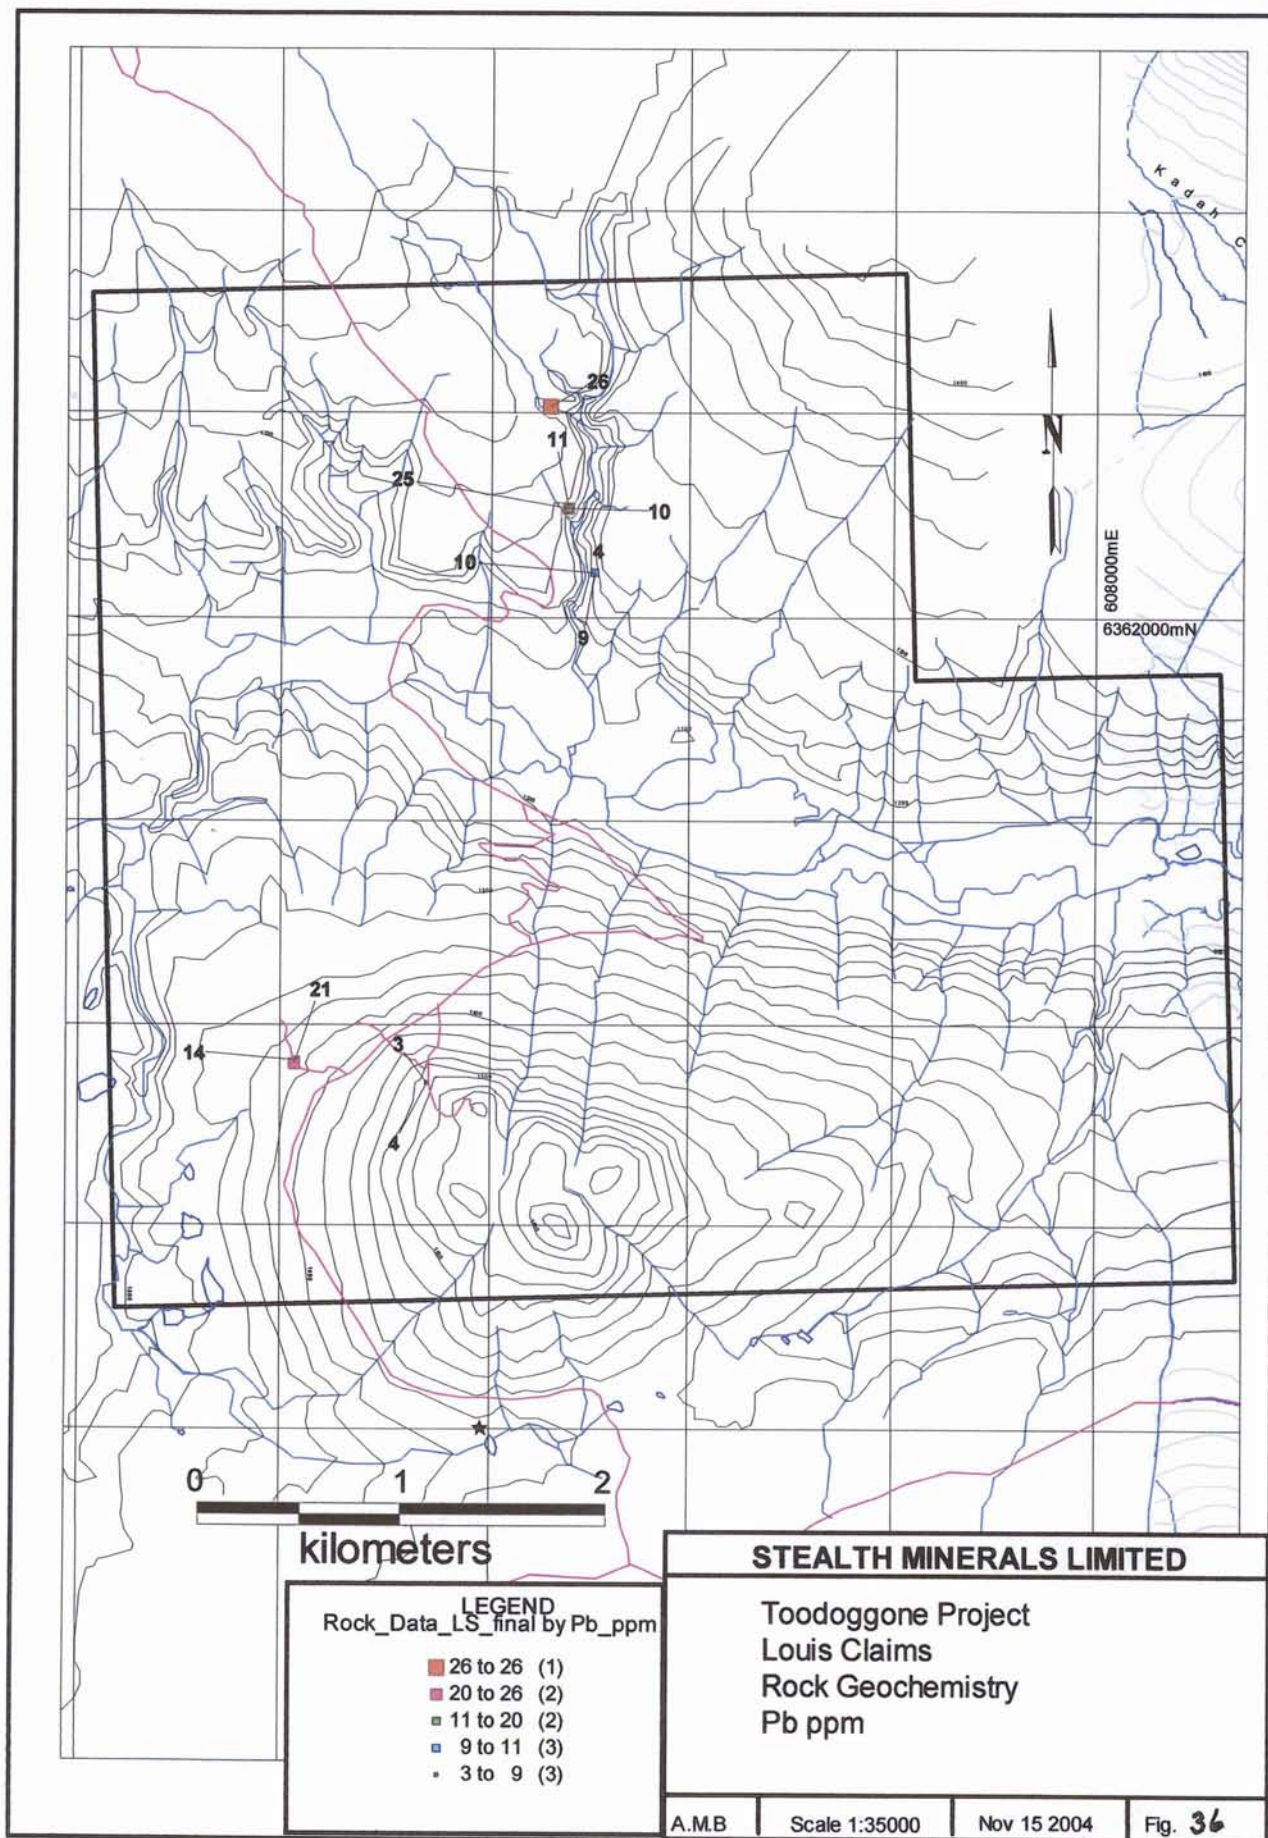 Kadah C
26
11
25
10
10
4
9
608000mE
6362000mN
N
1200
1200
21
14
3
4
0 1 2
kilometers
LEGEND
Rock_Data_LS_final by Pb_ppm
26 to 26 (1)
20 to 26 (2)
11 to 20 (2)
9 to 11 (3)
3 to 9 (3)
STEALTH MINERALS LIMITED
Toodoggone Project
Louis Claims
Rock Geochemistry
Pb ppm
A.M.B
Scale 1:35000
Nov 15 2004
Fig. 36